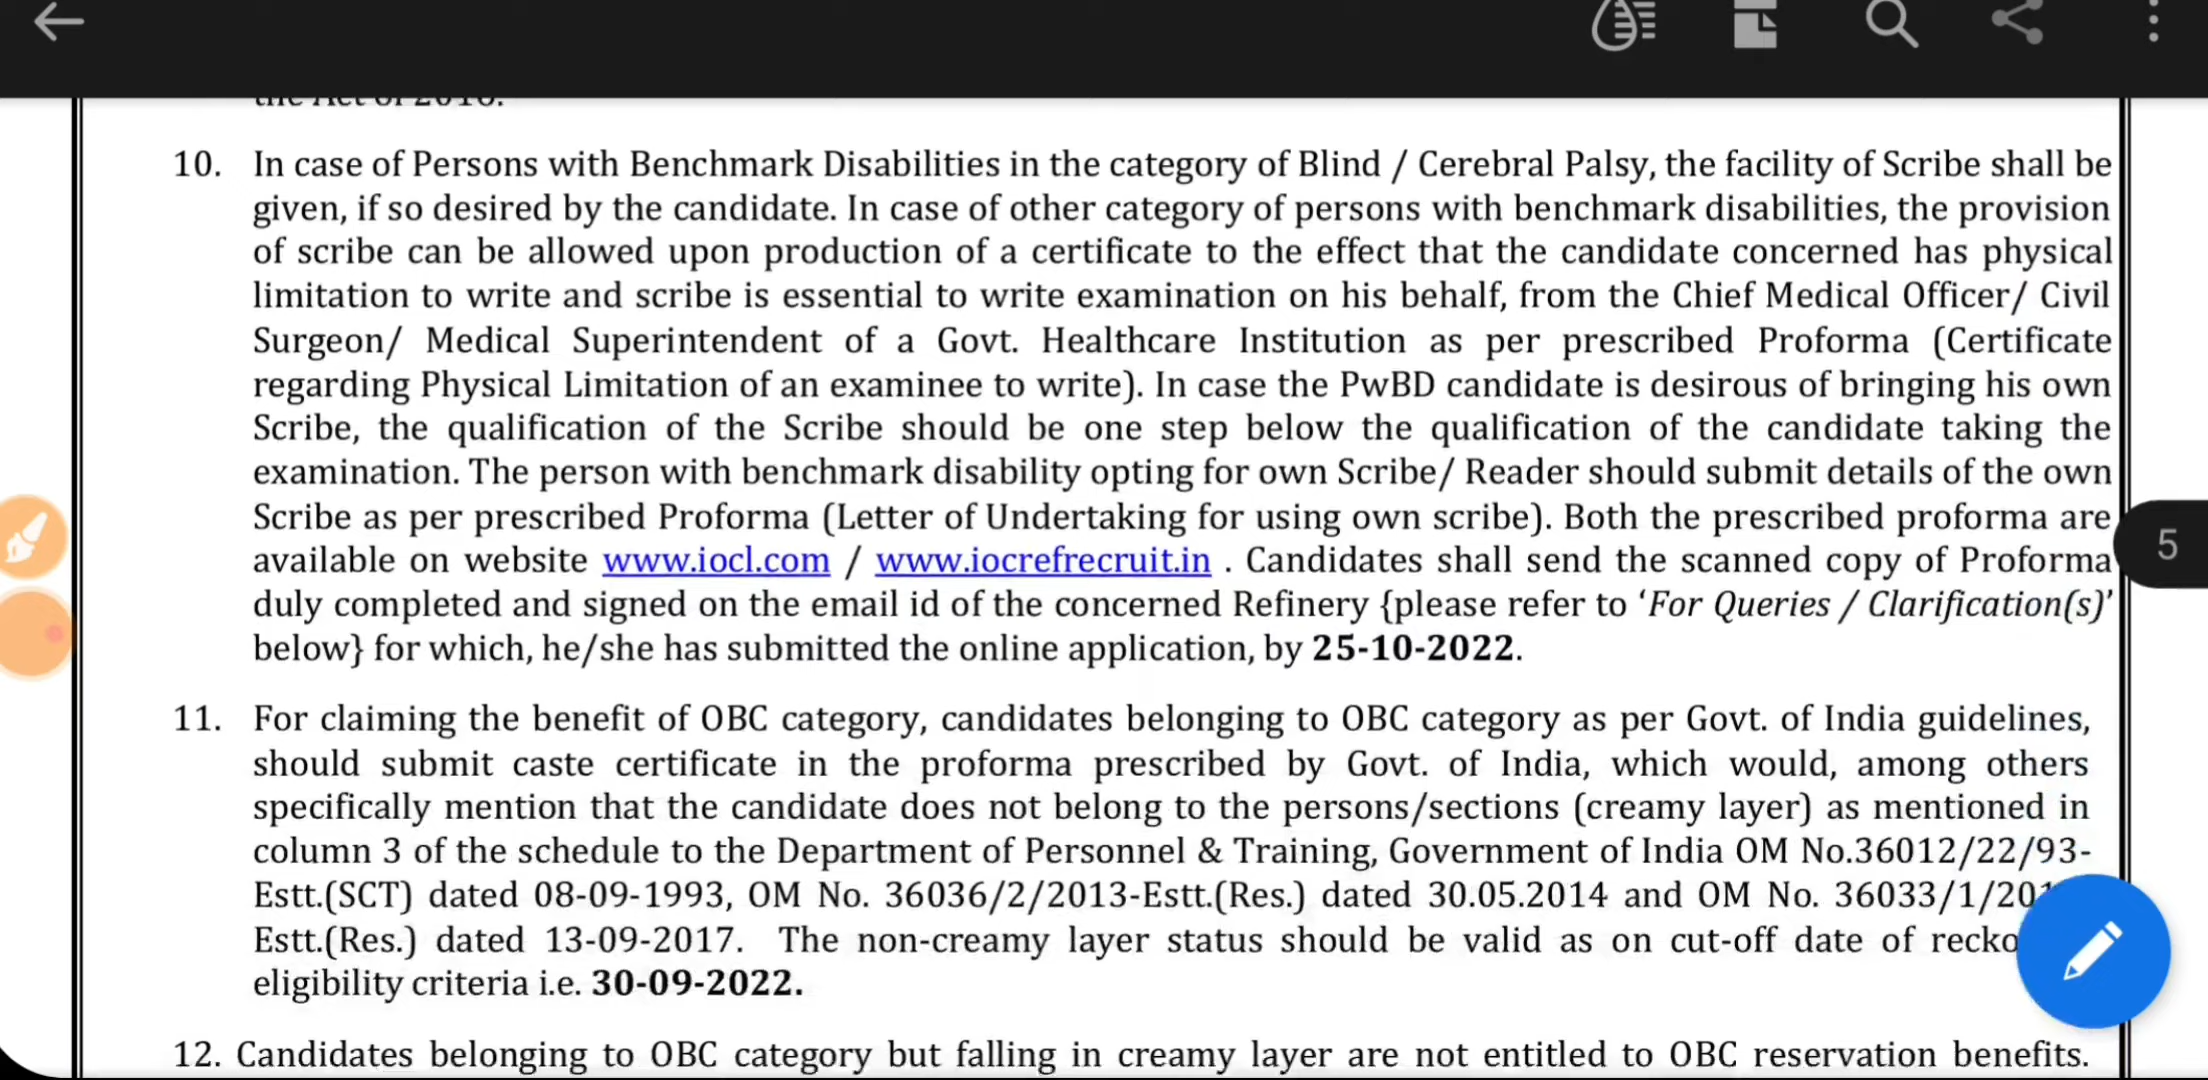 10. In case of Persons with Benchmark Disabilities in the category of Blind / Cerebral Palsy, the facility of Scribe shall be
given, if so desired by the candidate. In case of other category of persons with benchmark disabilities, the provision
of scribe can be allowed upon production of a certificate to the effect that the candidate concerned has physical
limitation to write and scribe is essential to write examination on his behalf, from the Chief Medical Officer/ Civil
Surgeon/ Medical Superintendent of a Govt. Healthcare Institution as per prescribed Proforma (Certificate
regarding Physical Limitation of an examinee to write). In case the PwBD candidate is desirous of bringing his own
Scribe, the qualification of the Scribe should be one step below the qualification of the candidate taking the
examination. The person with benchmark disability opting for own Scribe/ Reader should submit details of the own
Scribe as per prescribed Proforma (Letter of Undertaking for using own scribe). Both the prescribed proforma are
5
available on website www.iocl.com / www.iocrefrecruit.in . Candidates shall send the scanned copy of Proforma
duly completed and signed on the email id of the concerned Refinery {please refer to ‘For Queries / Clarification(s)’
below} for which, he/she has submitted the online application, by 25-10-2022.
11. For claiming the benefit of OBC category, candidates belonging to OBC category as per Govt. of India guidelines,
should submit caste certificate in the proforma prescribed by Govt. of India, which would, among others
specifically mention that the candidate does not belong to the persons/sections (creamy layer) as mentioned in
column 3 of the schedule to the Department of Personnel & Training, Government of India OM No.36012/22/93-
Estt.(SCT) dated 08-09-1993, OM No. 36036/2/2013-Estt.(Res.) dated 30.05.2014 and OM No.
Estt.(Res.) dated 13-09-2017. The non-creamy layer status should be valid as on cut-off date of
eligibility criteria i.e. 30-09-2022.
12. Candidates belonging to OBC category but falling in creamy layer are not entitled to OBC reservation benefits.